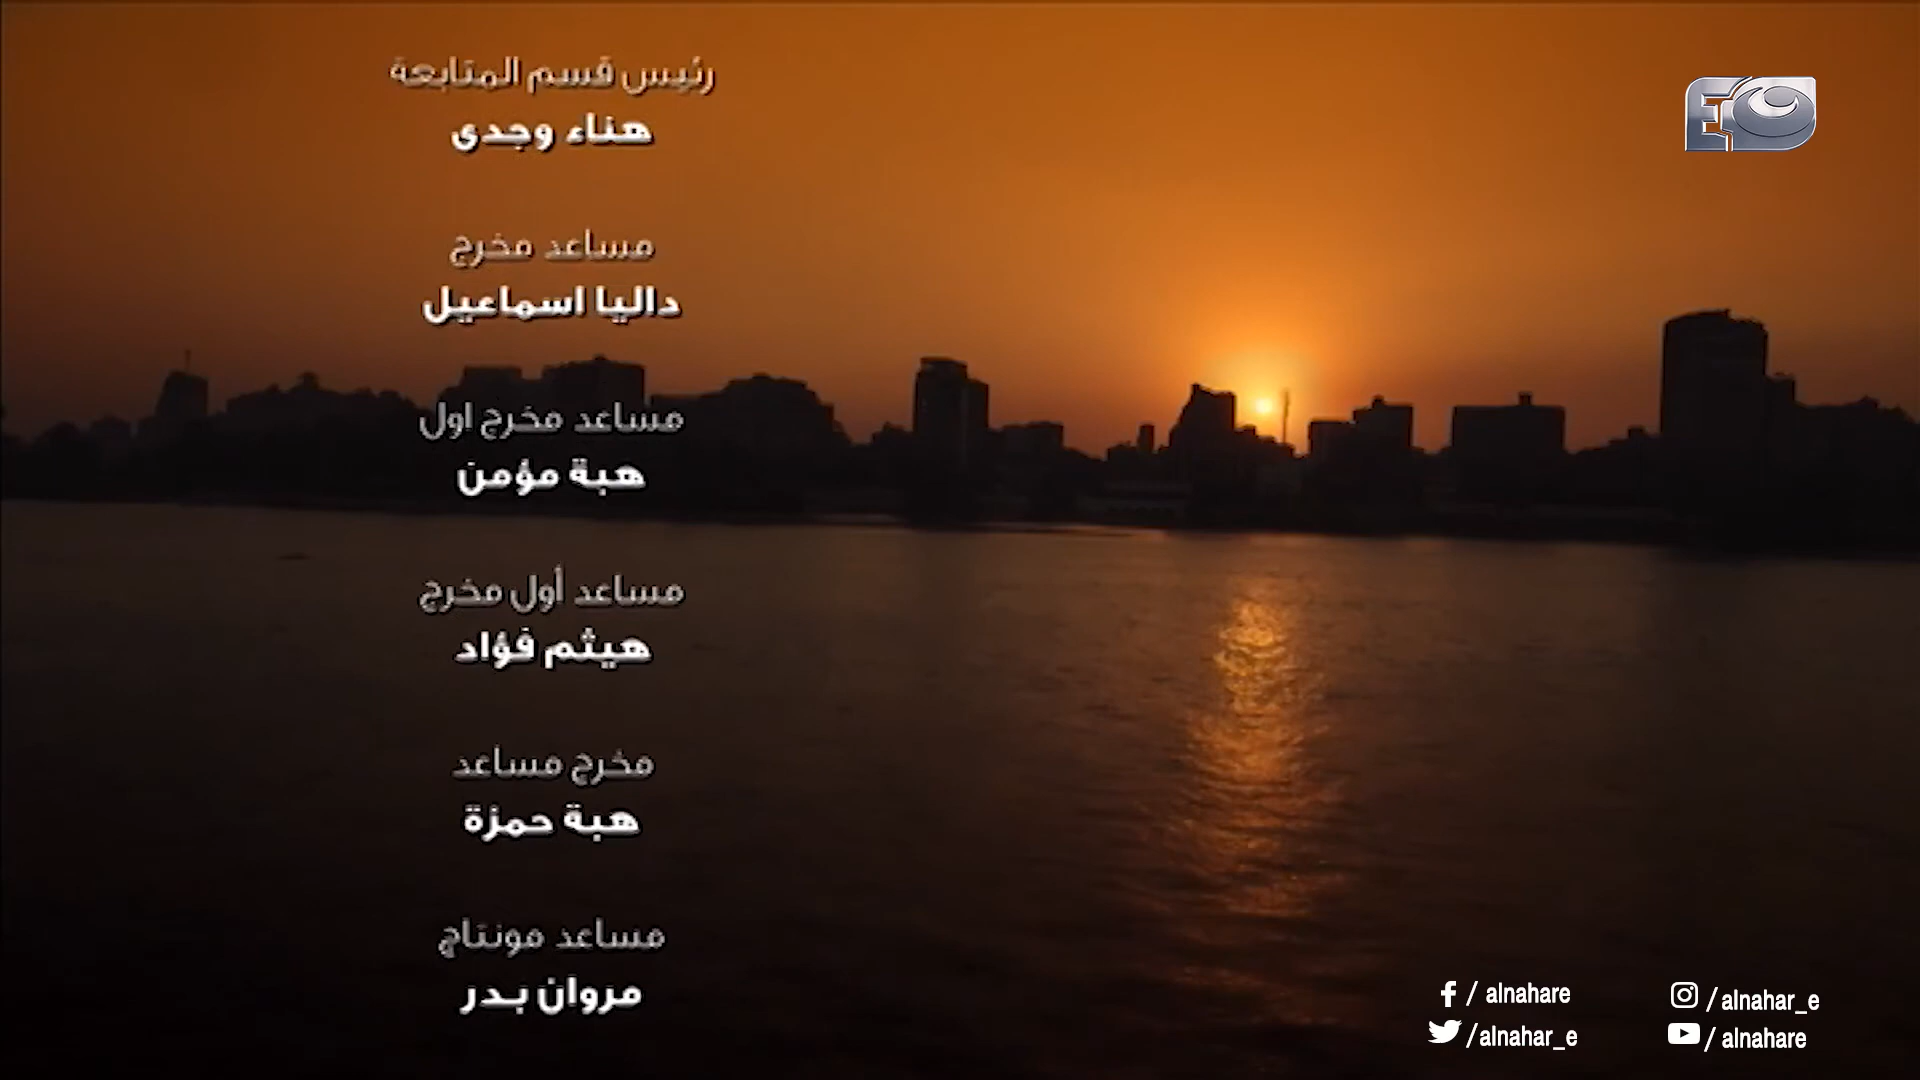 رئيس قسم المتابعة
هناء وجدى
مساعد مخرج
داليا اسماعيل
مساعد مخرج اول
هبة مؤمن
مساعد أول مخرج
هيثم فؤاد
مخرج مساعد
هبة حمزة
مساعد مونتاج
مروان بدر
E
/ alnahare
/alnahar_e
/alnahar_e
/ alnahare